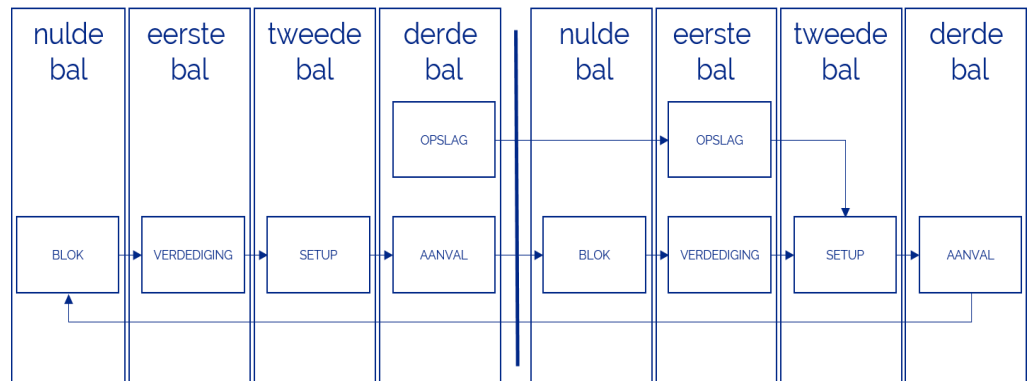 nulde
bal
eerste
bal
tweede
bal
derde
bal
nulde
bal
eerste
bal
tweede
bal
derde
bal
OPSLAG
OPSLAG
BLOK
VERDEDIGING
SETUP
AANVAL
BLOK
VERDEDIGING
SETUP
AANVAL